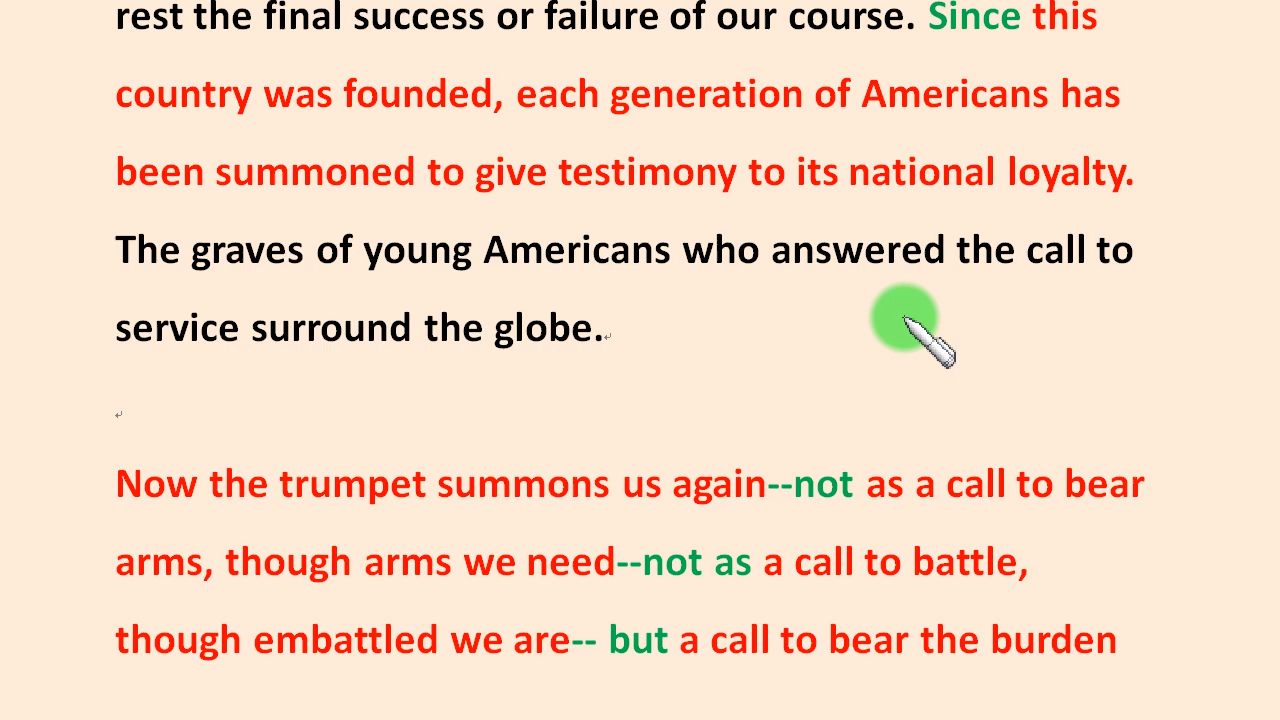 rest the final success or failure of our course. Since this
country was founded, each generation of Americans has
been summoned to give testimony to its national loyalty.
The graves of young Americans who answered the call to
service surround the globe.
Now the trumpet summons us again--not as a call to bear
arms, though arms we need--not as a call to battle,
though embattled we are-- but a call to bear the burden